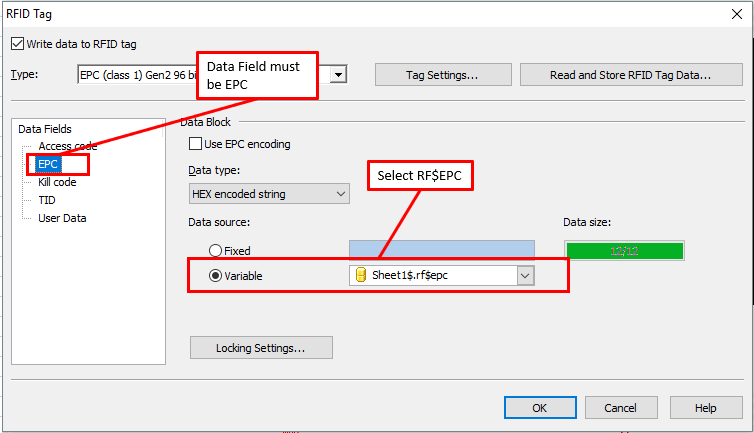 RFID Tag
Write data to RFID tag
Type:
EPC (class 1) Gen2 96 bi
Data Field must
be EPC
Tag Settings...
Read and Store RFID Tag Data...
Data Fields
Access code
EPC
Kill code
TID
User Data
Data Block
Use EPC encoding
Data type:
HEX encoded string
Select RF$EPC
Data source:
Data size:
Fixed
12/12
Variable
Sheet1$.rf$epc
Locking Settings...
OK
Cancel
Help